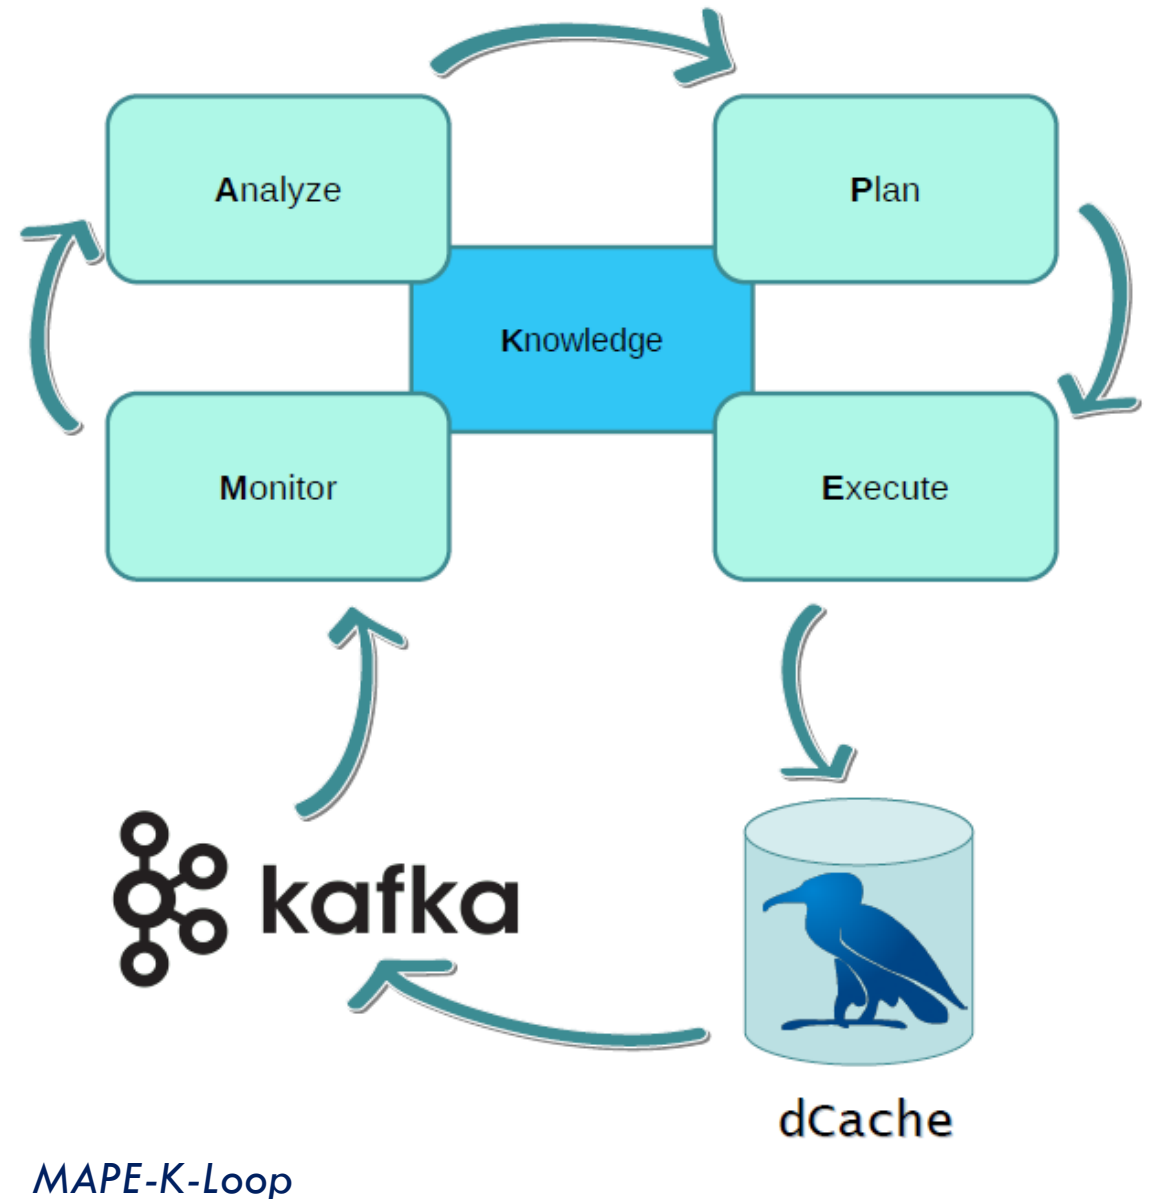 Analyze
Plan
Knowledge
Monitor
Execute
kafka
dCache
MAPE-K-Loop